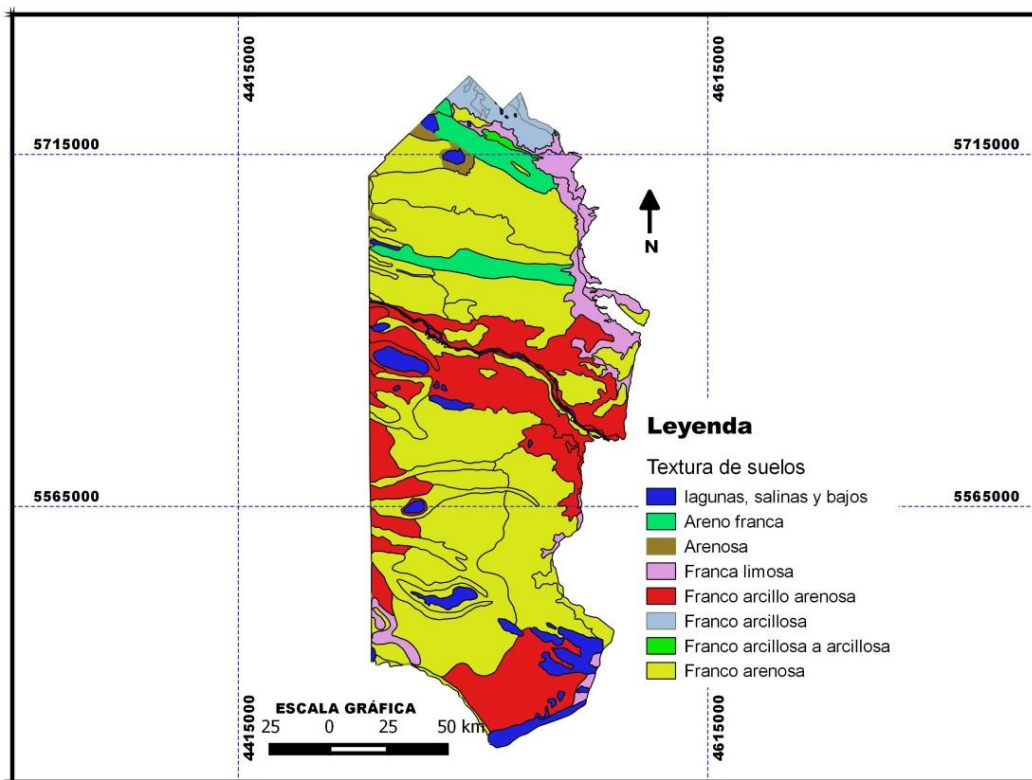 4415000
4615000
5715000
5715000
N
Leyenda
Textura de suelos
lagunas, salinas y bajos
Areno franca
Arenosa
Franca limosa
Franco arcillo arenosa
Franco arcillosa
Franco arcillosa a arcillosa
Franco arenosa
5565000
5565000
ESCALA GRÁFICA
25 0 25 50 km
4415000
4615000